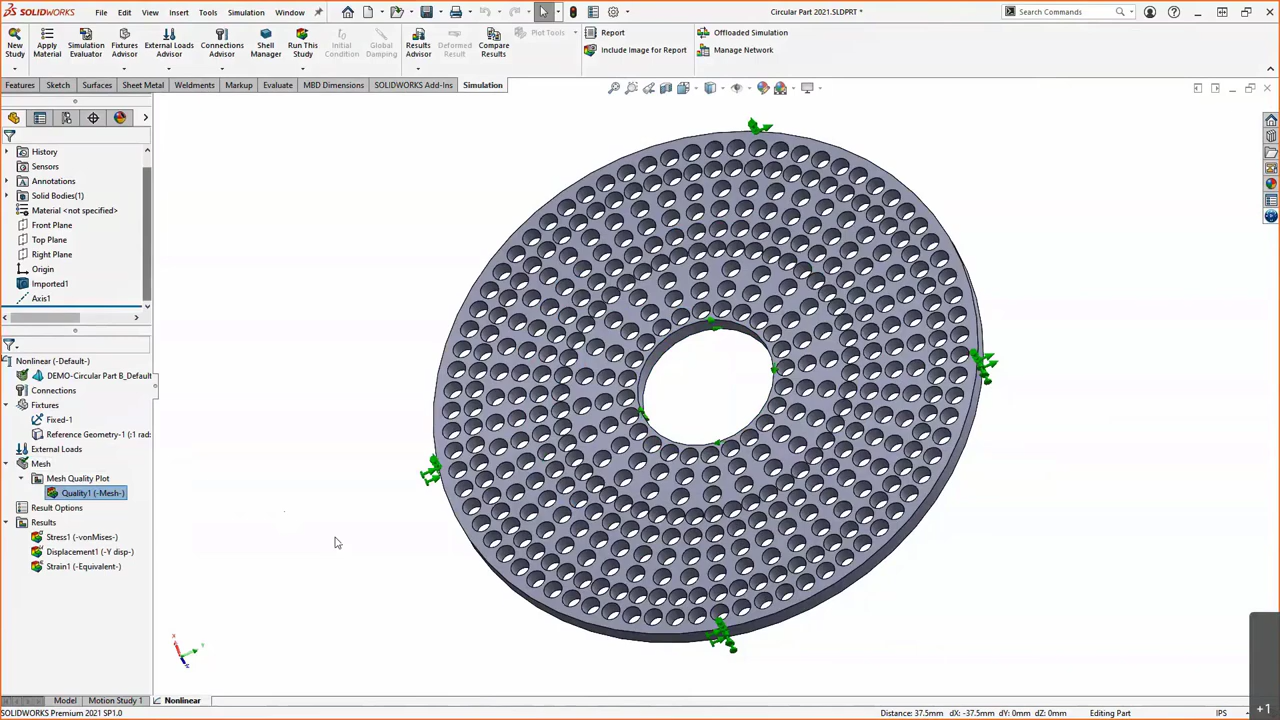 SOLIDWORKS
File Edit View Insert Tools Simulation Window
Circular Part 2021.SLDPRT *
Search Commands
New Study
Apply Material
Simulation Evaluator
Fixtures Advisor
External Loads Advisor
Connections Advisor
Shell Manager
Run This Study
Initial Condition
Global Damping
Results Advisor
Deformed Result
Compare Results
Plot Tools
Report
Include Image for Report
Offloaded Simulation
Manage Network
Features Sketch Surfaces Sheet Metal Weldments Markup Evaluate MBD Dimensions SOLIDWORKS Add-Ins Simulation
History
Sensors
Annotations
Solid Bodies(1)
Material <not specified>
Front Plane
Top Plane
Right Plane
Origin
Imported1
Axis1
Nonlinear (-Default-)
DEMO-Circular Part B_Default
Connections
Fixtures
Fixed-1
Reference Geometry-1 (:1 rad:
External Loads
Mesh
Mesh Quality Plot
Quality1 (-Mesh-)
Result Options
Results
Stress1 (-vonMises-)
Displacement1 (-Y disp-)
Strain1 (-Equivalent-)
X
Y
Z
Model Motion Study 1 Nonlinear
SOLIDWORKS Premium 2021 SP1.0
Distance: 37.5mm dX: -37.5mm dY: 0mm dZ: 0mm
Editing Part
IPS
+1